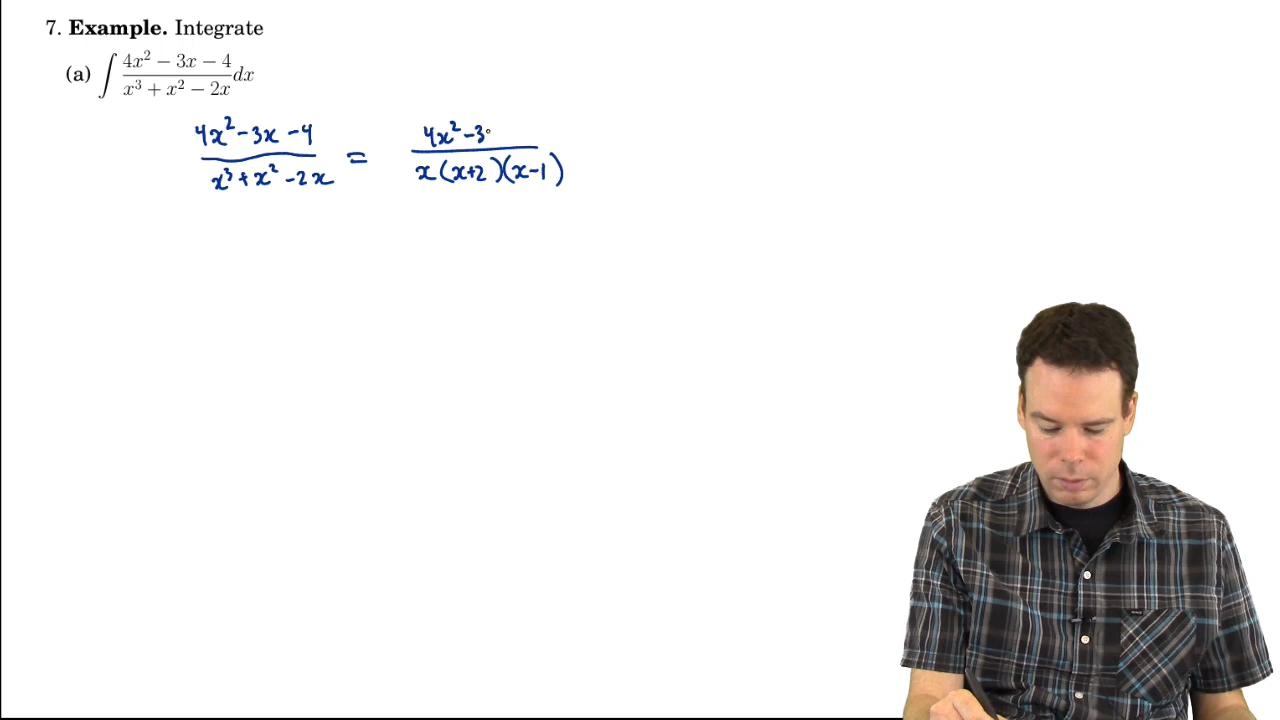 7. Example. Integrate
(a) ∫ (4x² − 3x − 4)/(x³ + x² − 2x) dx
(4x² − 3x − 4)/(x³ + x² − 2x) = (4x² − 3)/(x(x+2)(x−1))